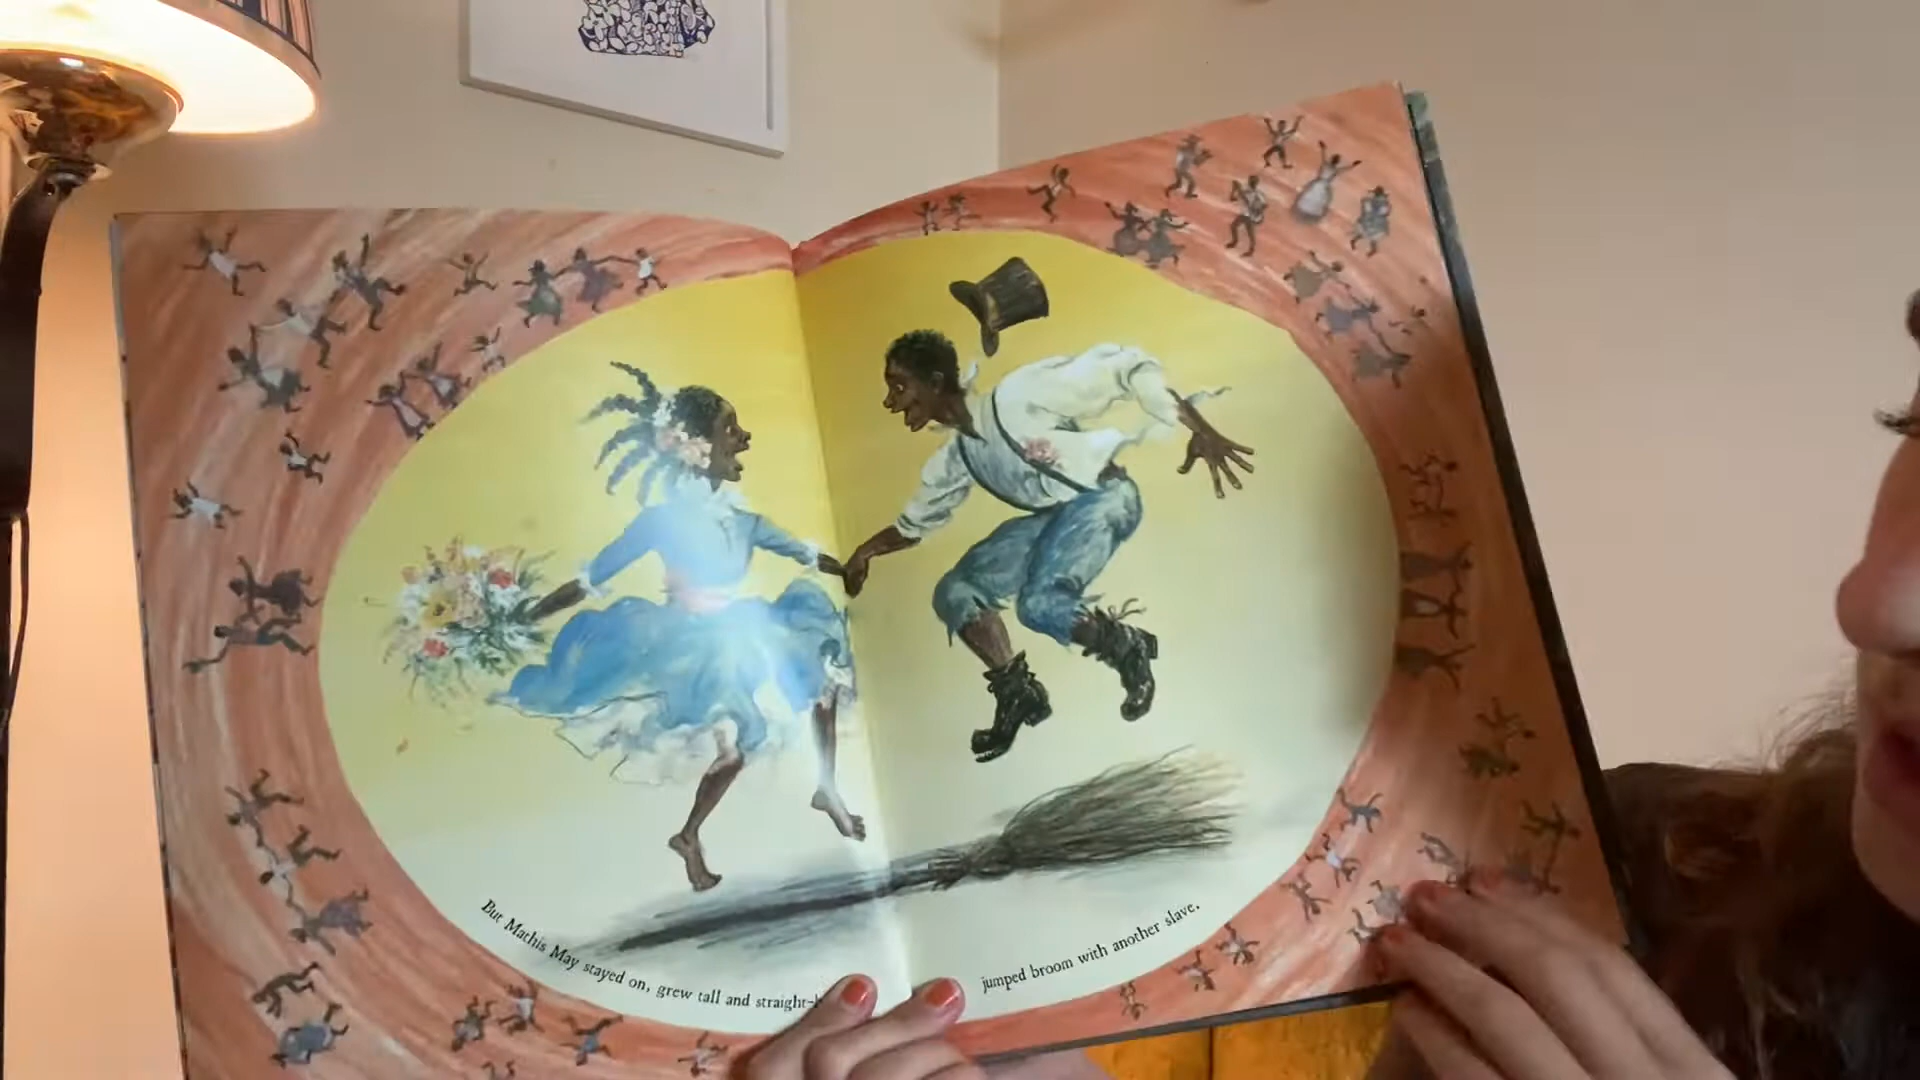 But Mathis May stayed on, grew tall and straight-
jumped broom with another slave.